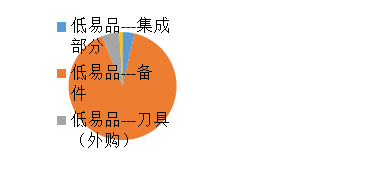 低易品---集成
部分
低易品---备
件
低易品---刀具
（外购）